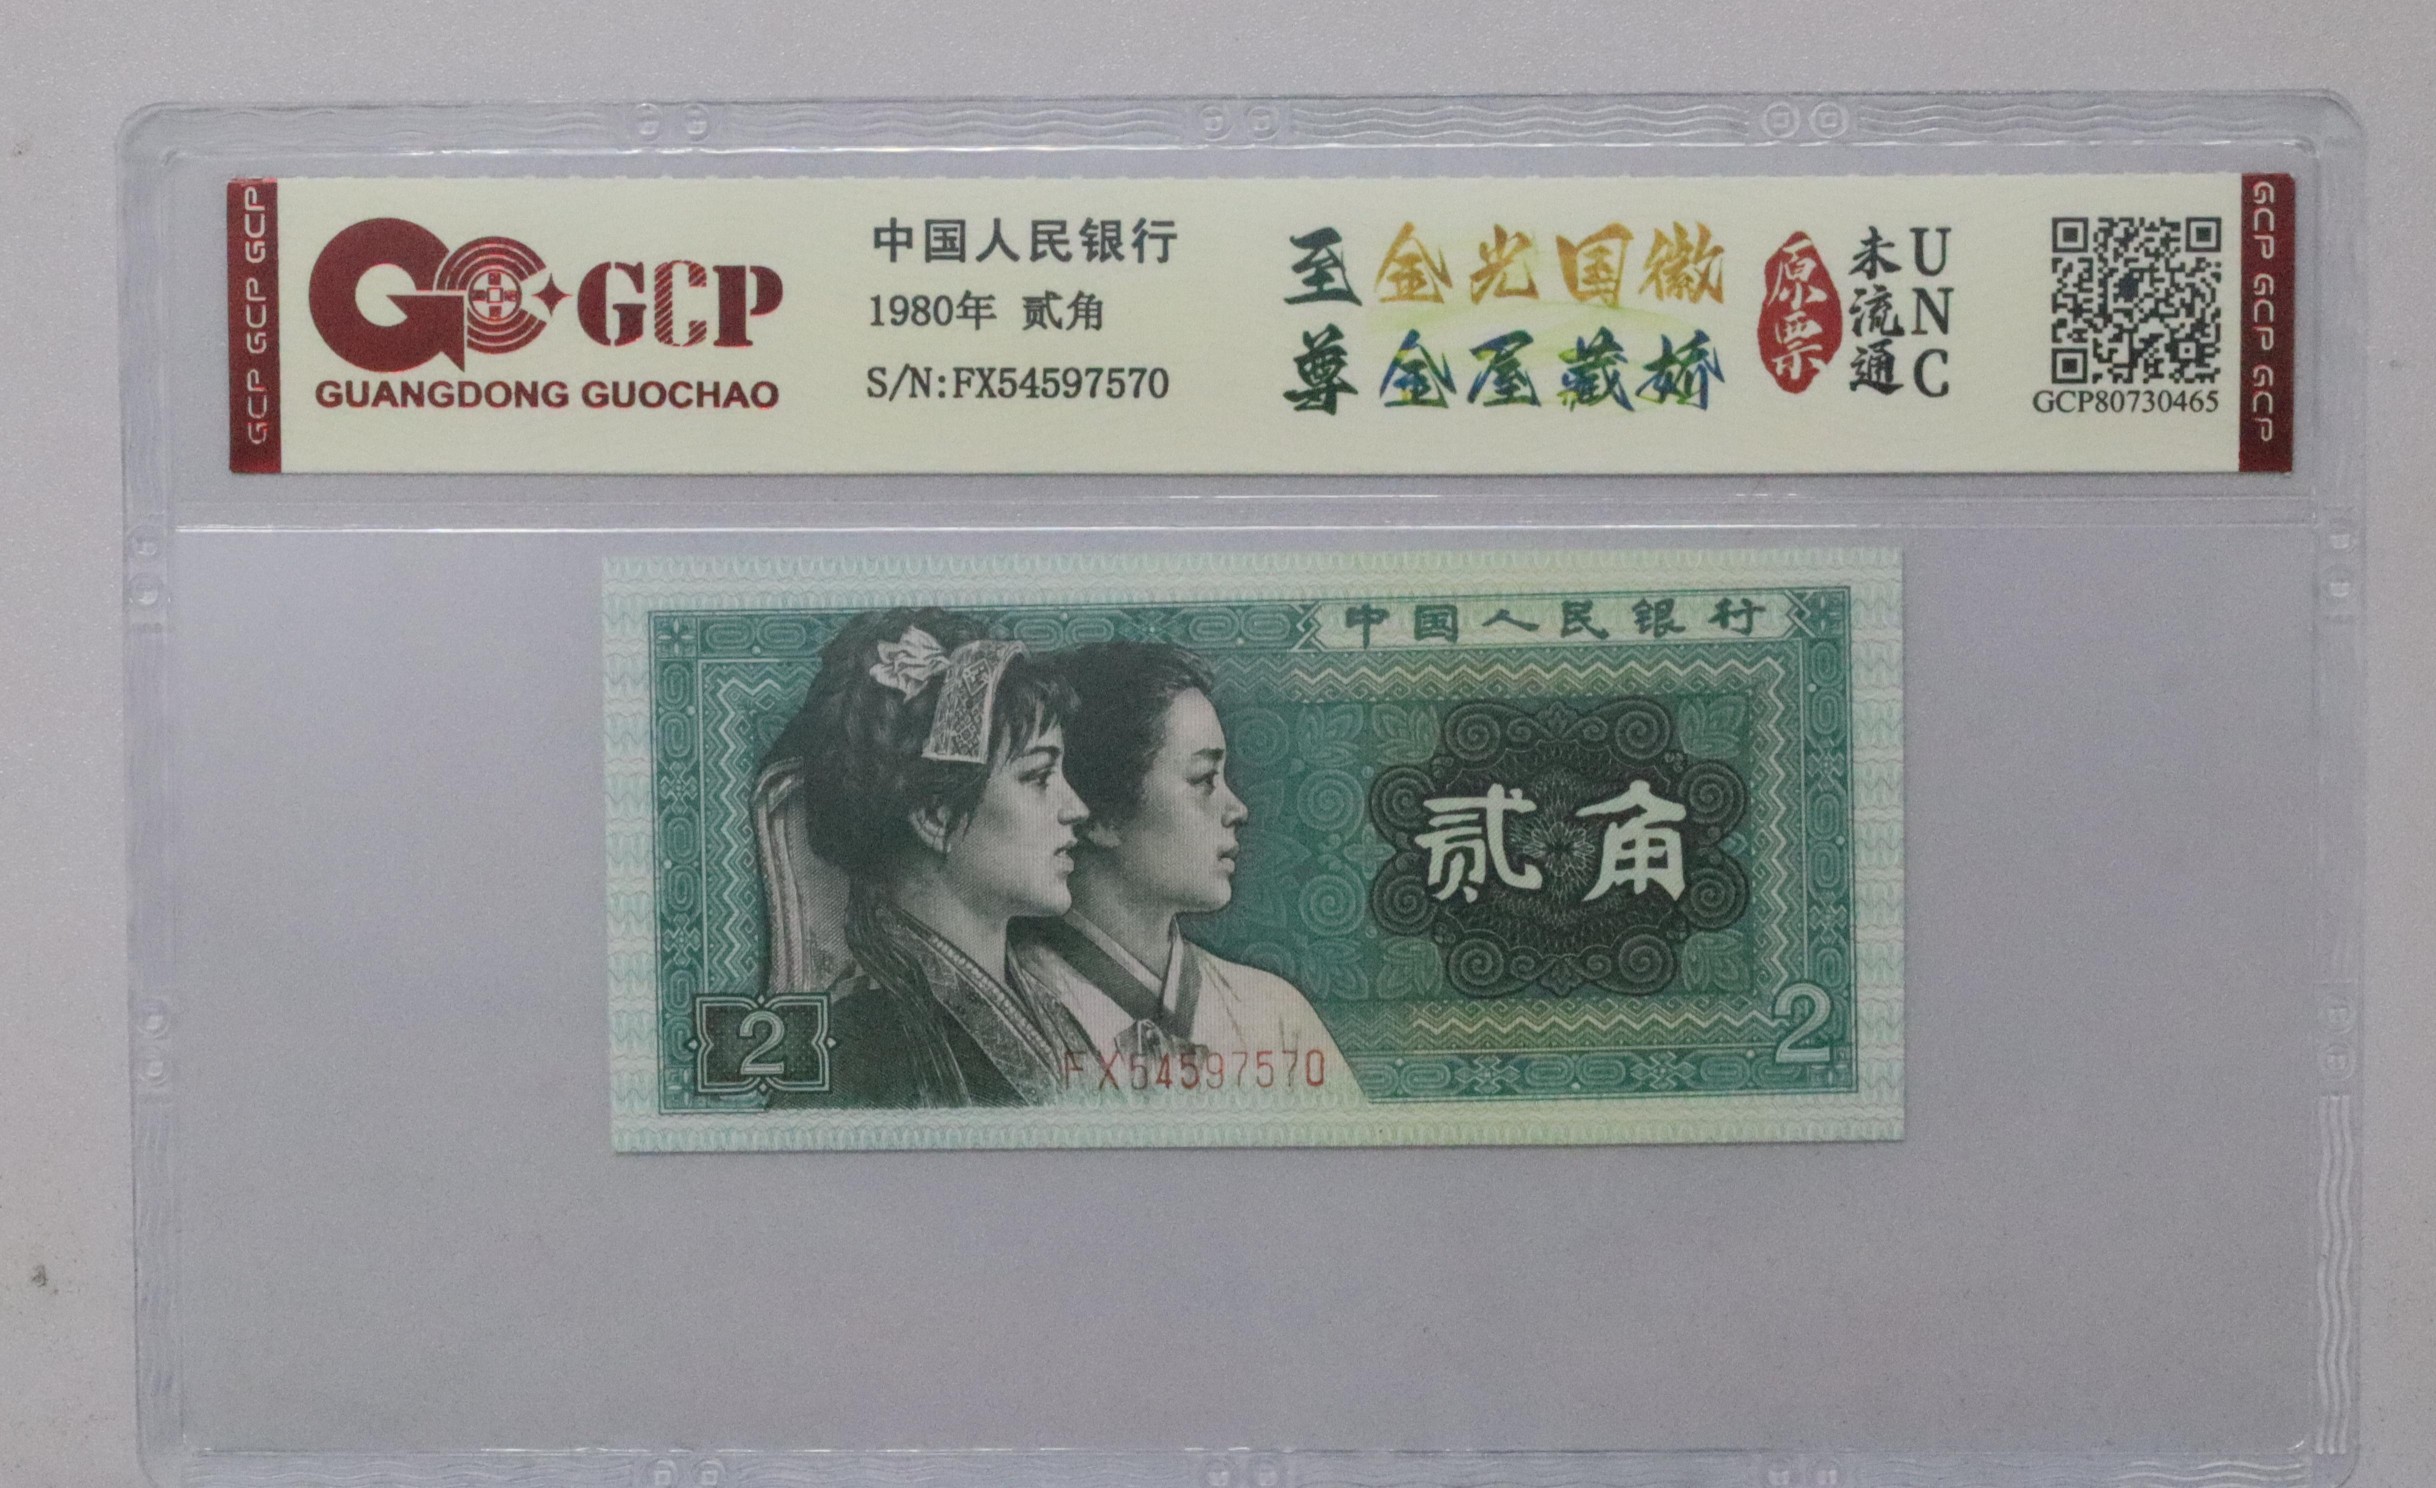 GCP GCP GCP GCP
GCP
GUANGDONG GUOCHAO
中国人民银行
1980年 贰角
S/N:FX54597570
至尊
金光国徽
金屋藏娇
原票
未流通
UNC
GCP80730465
GCP GCP GCP GCP
中国人民银行
贰角
2
2
FX54597570